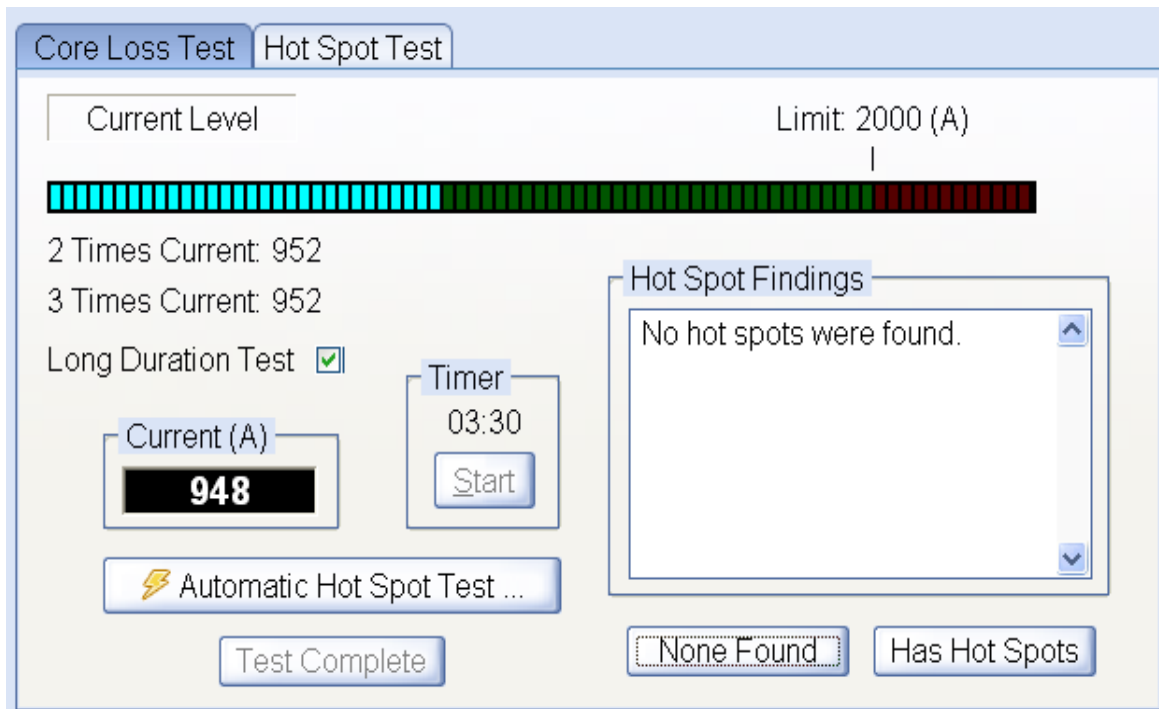 Core Loss Test
Hot Spot Test
Current Level
Limit: 2000 (A)
2 Times Current: 952
3 Times Current: 952
Long Duration Test
Current (A)
948
Timer
03:30
Start
Automatic Hot Spot Test ...
Test Complete
Hot Spot Findings
No hot spots were found.
None Found
Has Hot Spots